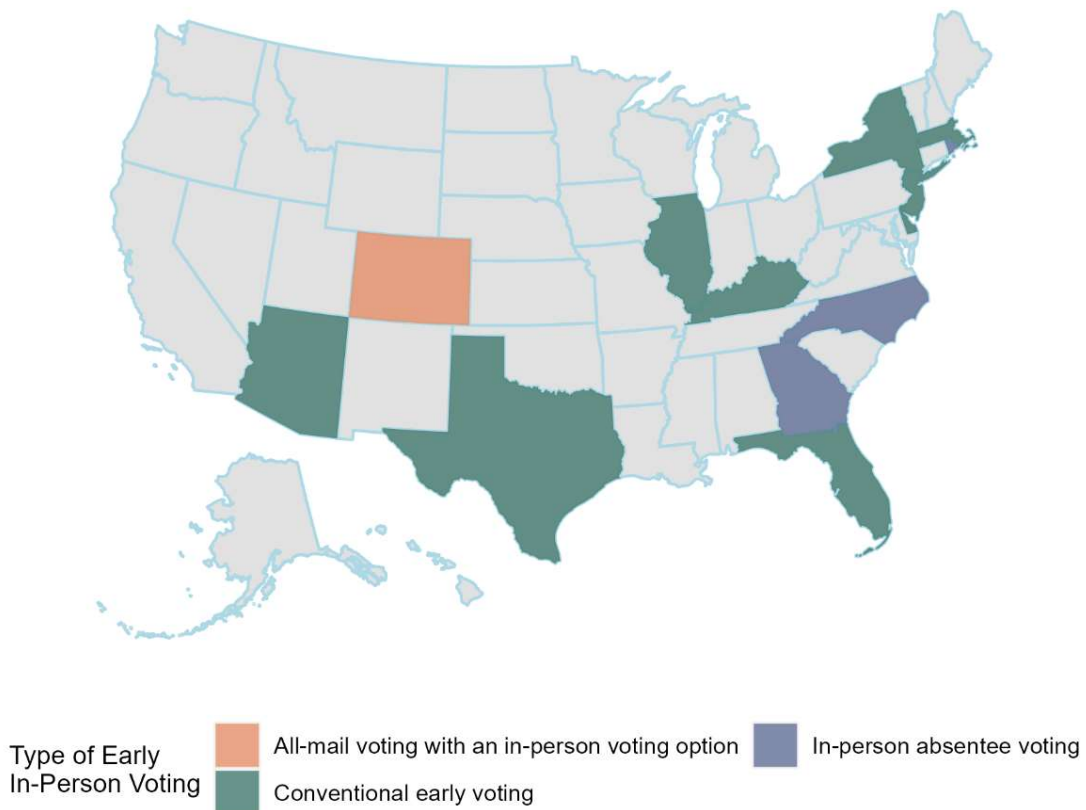 Type of Early
In-Person Voting
All-mail voting with an in-person voting option
In-person absentee voting
Conventional early voting